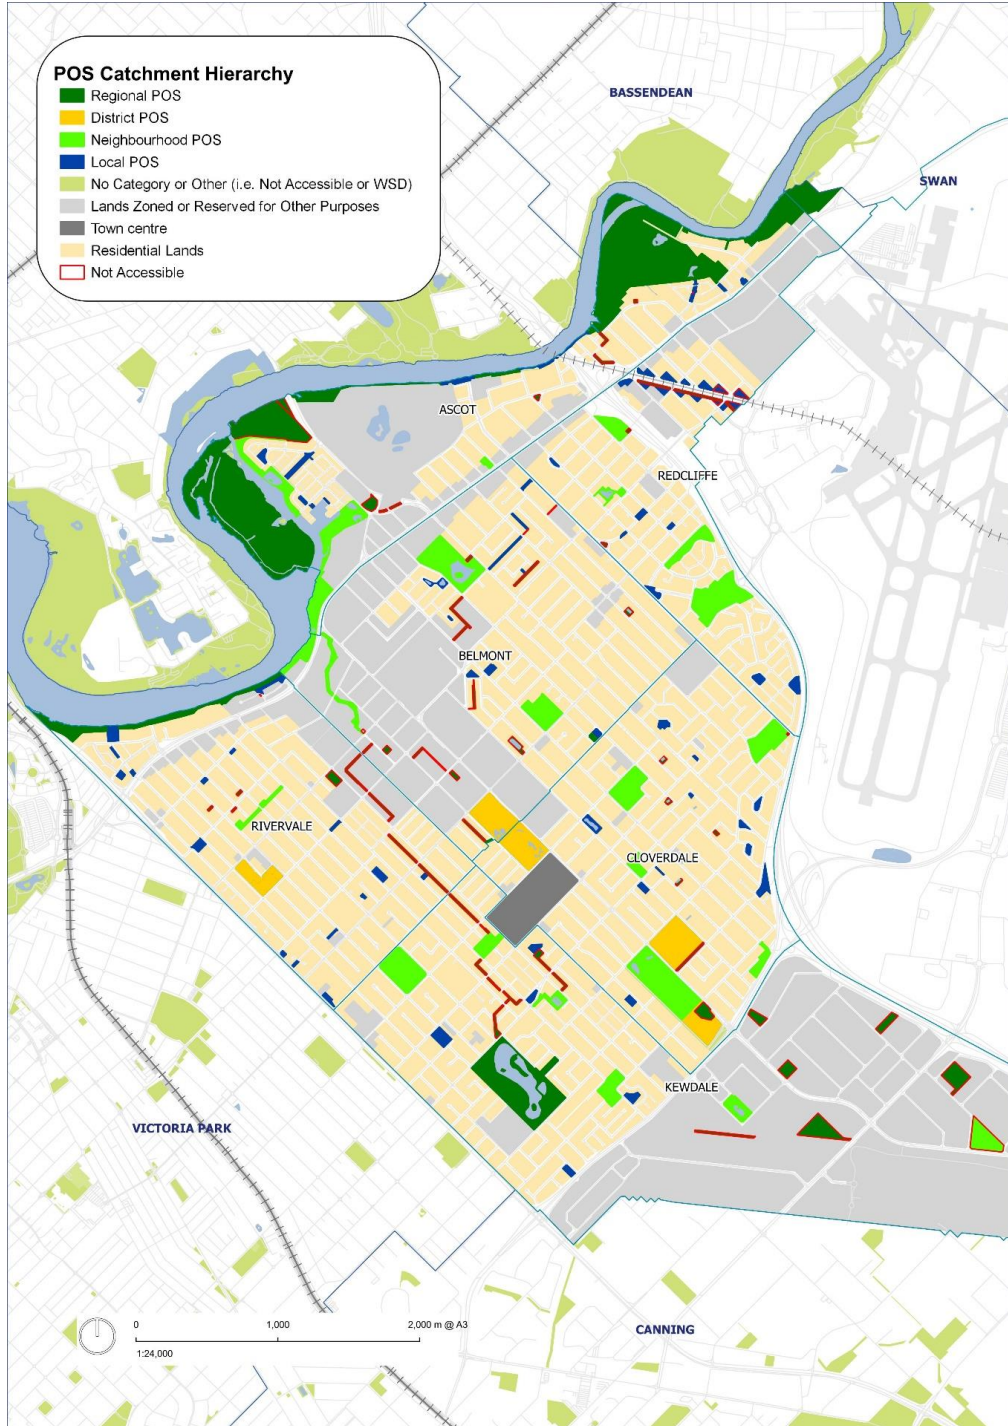 POS Catchment Hierarchy
Regional POS
District POS
Neighbourhood POS
Local POS
No Category or Other (i.e. Not Accessible or WSD)
Lands Zoned or Reserved for Other Purposes
Town centre
Residential Lands
Not Accessible
BASSENDEAN
SWAN
ASCOT
REDCLIFFE
BELMONT
RIVERVALE
CLOVERDALE
KEWDALE
VICTORIA PARK
CANNING
0 1,000 2,000 m @ A3
1:24,000